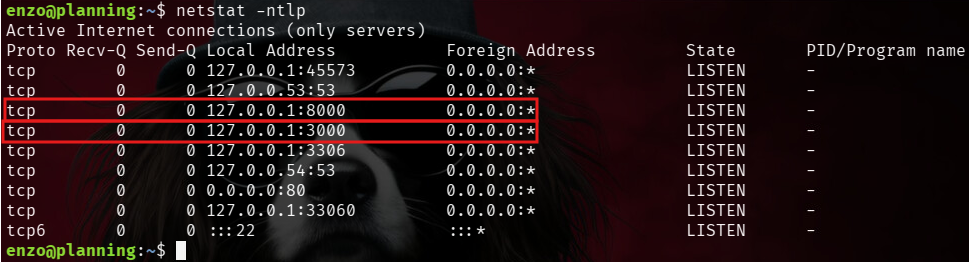 enzo@planning:~$ netstat -ntlp
Active Internet connections (only servers)
Proto Recv-Q Send-Q Local Address           Foreign Address         State       PID/Program name
tcp        0      0 127.0.0.1:45573         0.0.0.0:*               LISTEN      -
tcp        0      0 127.0.0.53:53           0.0.0.0:*               LISTEN      -
tcp        0      0 127.0.0.1:8000          0.0.0.0:*               LISTEN      -
tcp        0      0 127.0.0.1:3000          0.0.0.0:*               LISTEN      -
tcp        0      0 127.0.0.1:3306          0.0.0.0:*               LISTEN      -
tcp        0      0 127.0.0.54:53           0.0.0.0:*               LISTEN      -
tcp        0      0 0.0.0.0:80              0.0.0.0:*               LISTEN      -
tcp        0      0 127.0.0.1:33060         0.0.0.0:*               LISTEN      -
tcp6       0      0 :::22                   :::*                    LISTEN      -
enzo@planning:~$